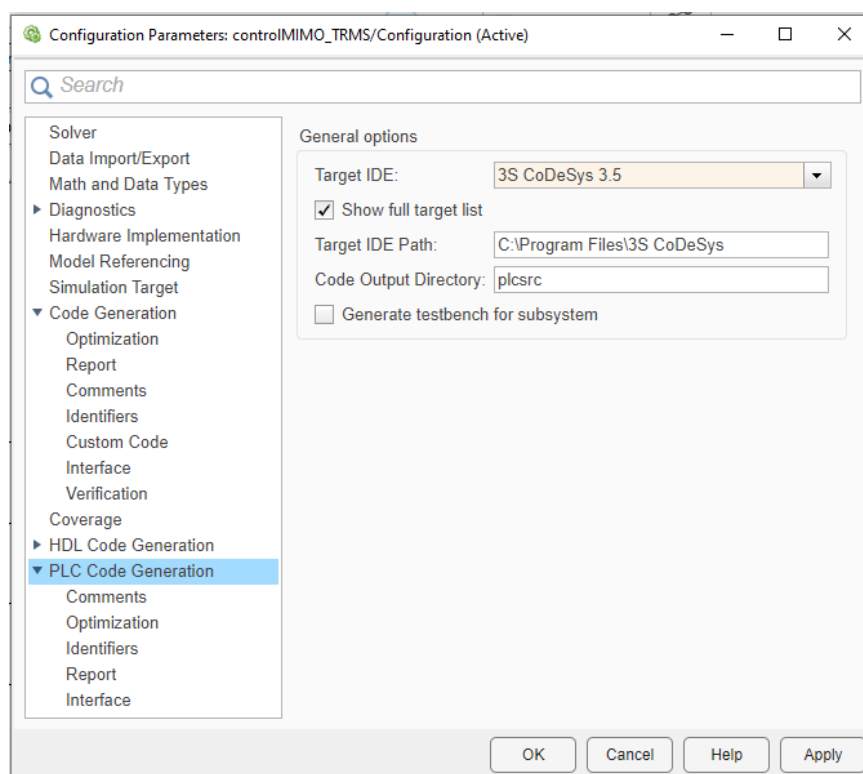 Configuration Parameters: controlMIMO_TRMS/Configuration (Active)
Search
Solver
Data Import/Export
Math and Data Types
Diagnostics
Hardware Implementation
Model Referencing
Simulation Target
Code Generation
Optimization
Report
Comments
Identifiers
Custom Code
Interface
Verification
Coverage
HDL Code Generation
PLC Code Generation
Comments
Optimization
Identifiers
Report
Interface
General options
Target IDE: 3S CoDeSys 3.5
Show full target list
Target IDE Path: C:\Program Files\3S CoDeSys
Code Output Directory: plcsrc
Generate testbench for subsystem
OK Cancel Help Apply